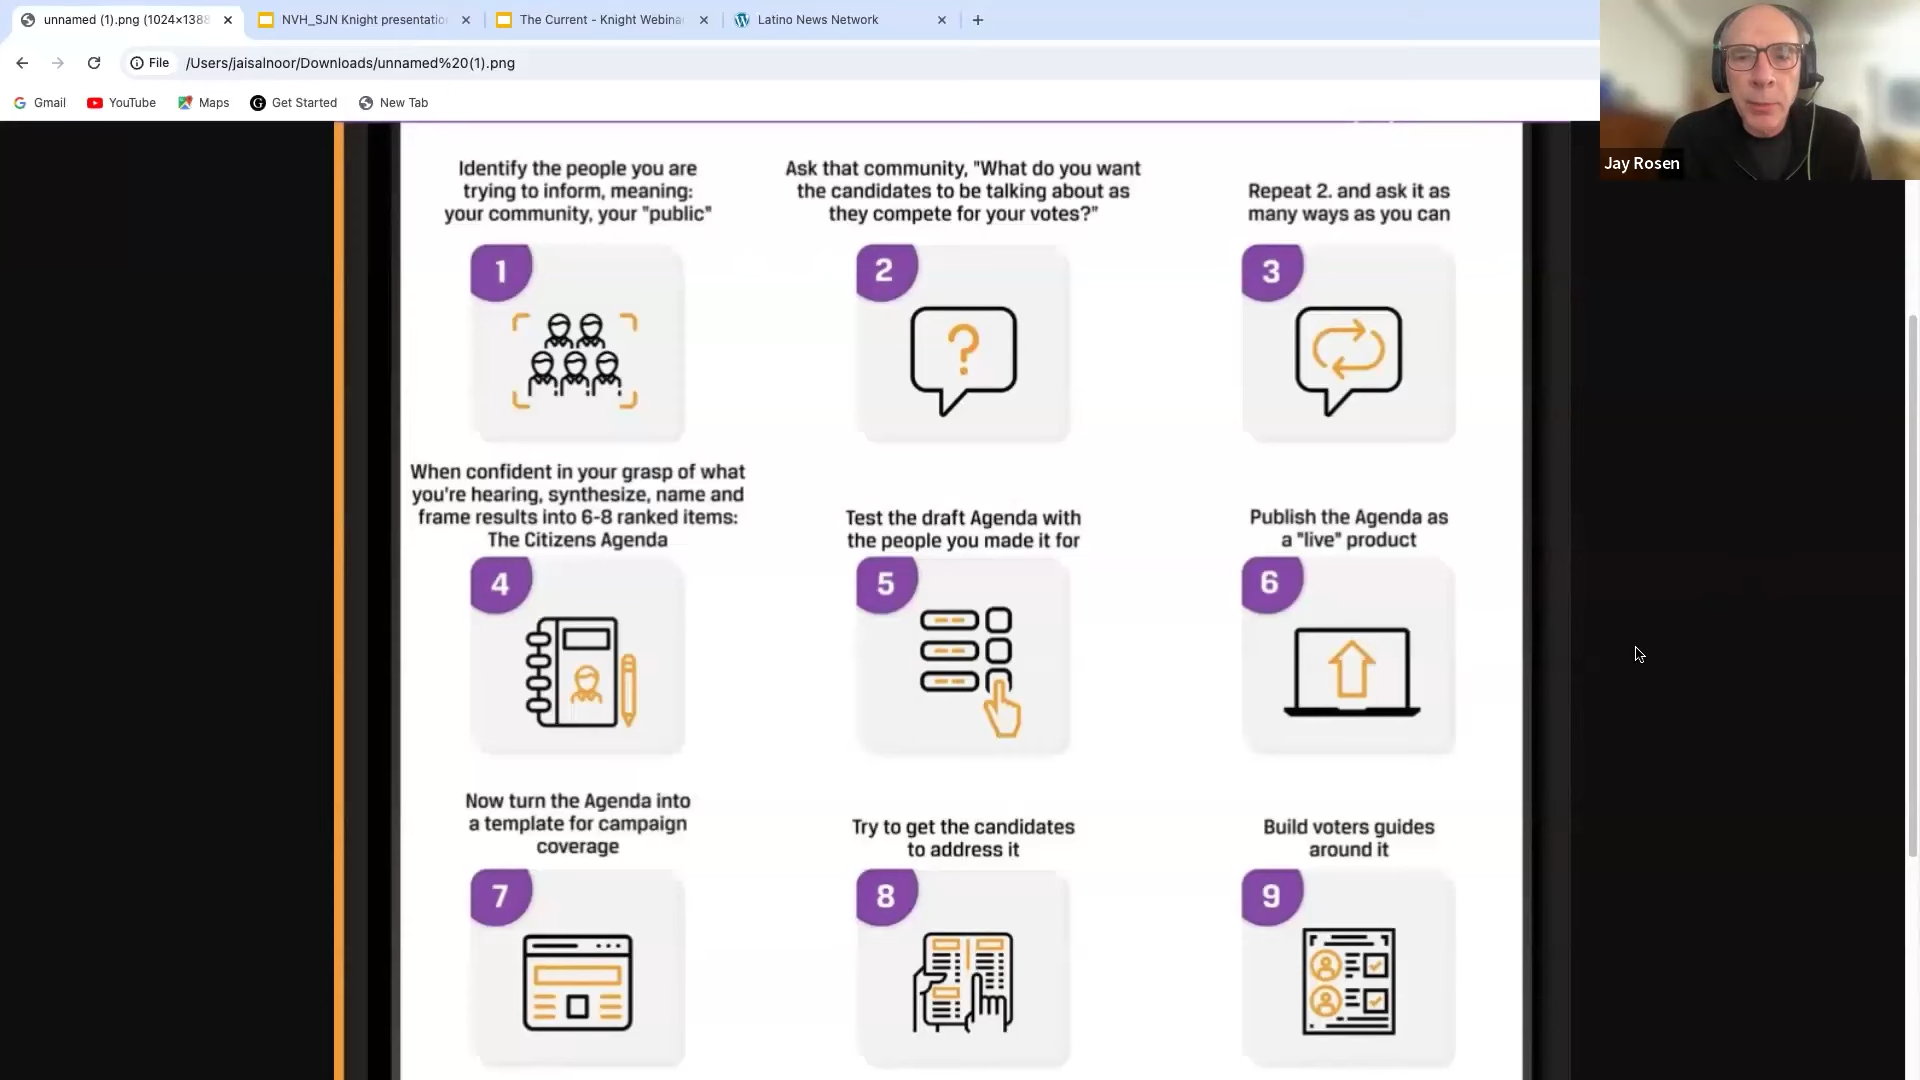 unnamed (1).png (1024×1388
NVH_SJN Knight presentatio
The Current - Knight Webina
Latino News Network
File
/Users/jaisalnoor/Downloads/unnamed%20(1).png
Gmail
YouTube
Maps
Get Started
New Tab
Jay Rosen
Identify the people you are
trying to inform, meaning:
your community, your "public"
1
Ask that community, "What do you want
the candidates to be talking about as
they compete for your votes?"
2
Repeat 2. and ask it as
many ways as you can
3
When confident in your grasp of what
you're hearing, synthesize, name and
frame results into 6-8 ranked items:
The Citizens Agenda
4
Test the draft Agenda with
the people you made it for
5
Publish the Agenda as
a "live" product
6
Now turn the Agenda into
a template for campaign
coverage
7
Try to get the candidates
to address it
8
Build voters guides
around it
9